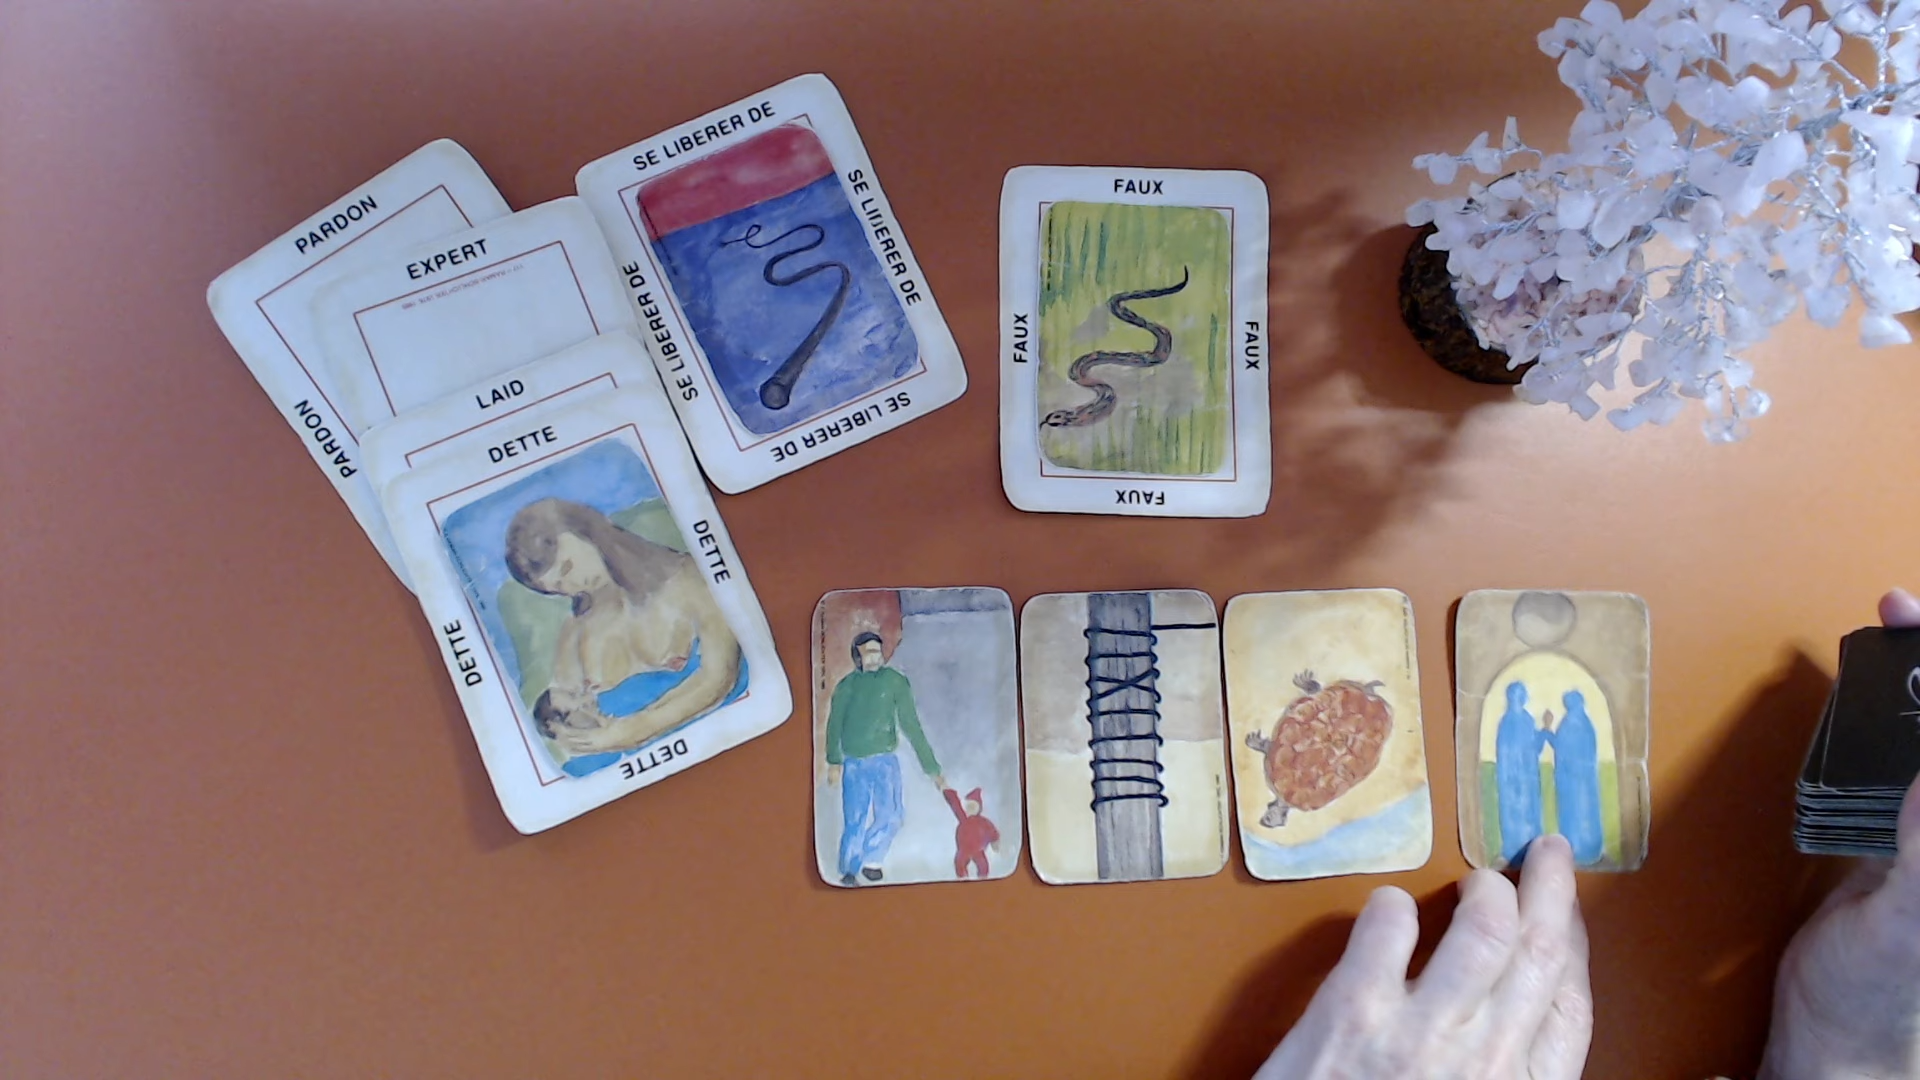 PARDON
PARDON
EXPERT
LAID
DETTE
DETTE
DETTE
DETTE
SE LIBERER DE
SE LIBERER DE
SE LIBERER DE
SE LIBERER DE
FAUX
FAUX
FAUX
FAUX